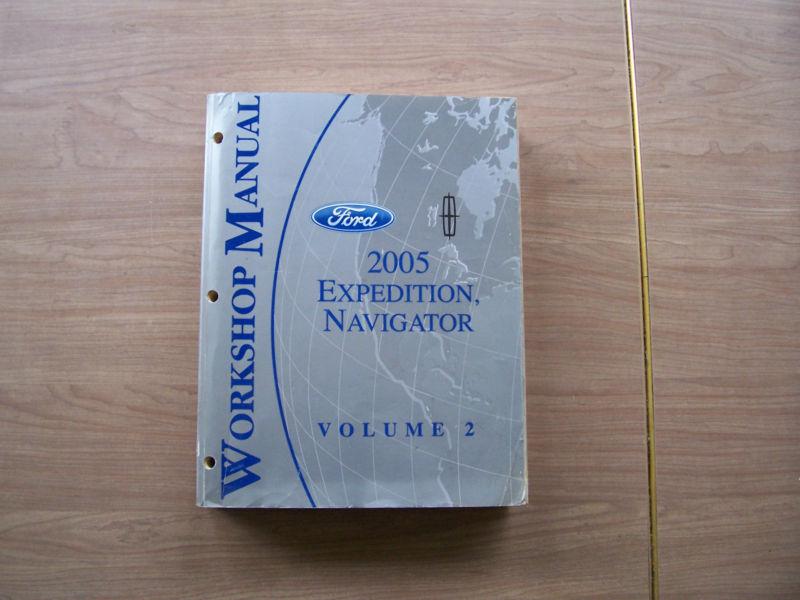 WORKSHOP MANUAL
Ford
2005
EXPEDITION,
NAVIGATOR
VOLUME 2